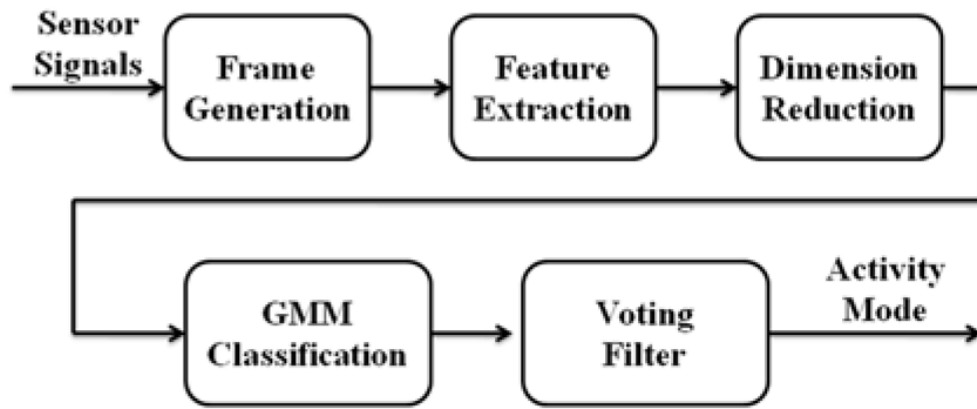 Sensor
Signals
Frame
Generation
Feature
Extraction
Dimension
Reduction
GMM
Classification
Voting
Filter
Activity
Mode